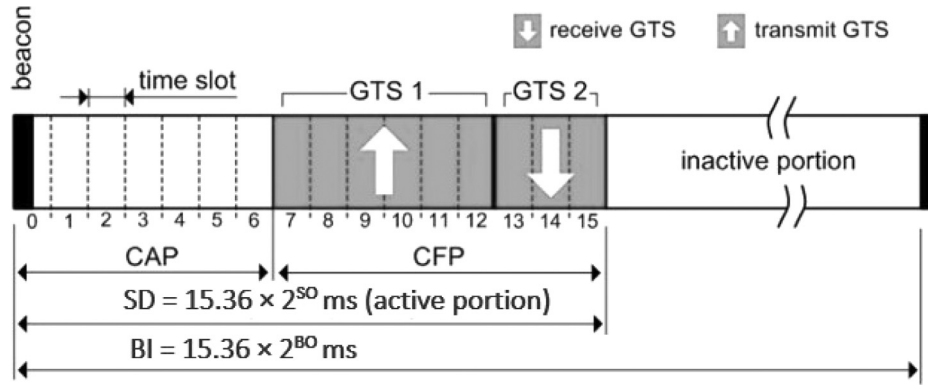 beacon
receive GTS
transmit GTS
time slot
GTS 1
GTS 2
inactive portion
0 1 2 3 4 5 6 7 8 9 10 11 12 13 14 15
CAP
CFP
SD = 15.36 × 2^SO ms (active portion)
BI = 15.36 × 2^BO ms